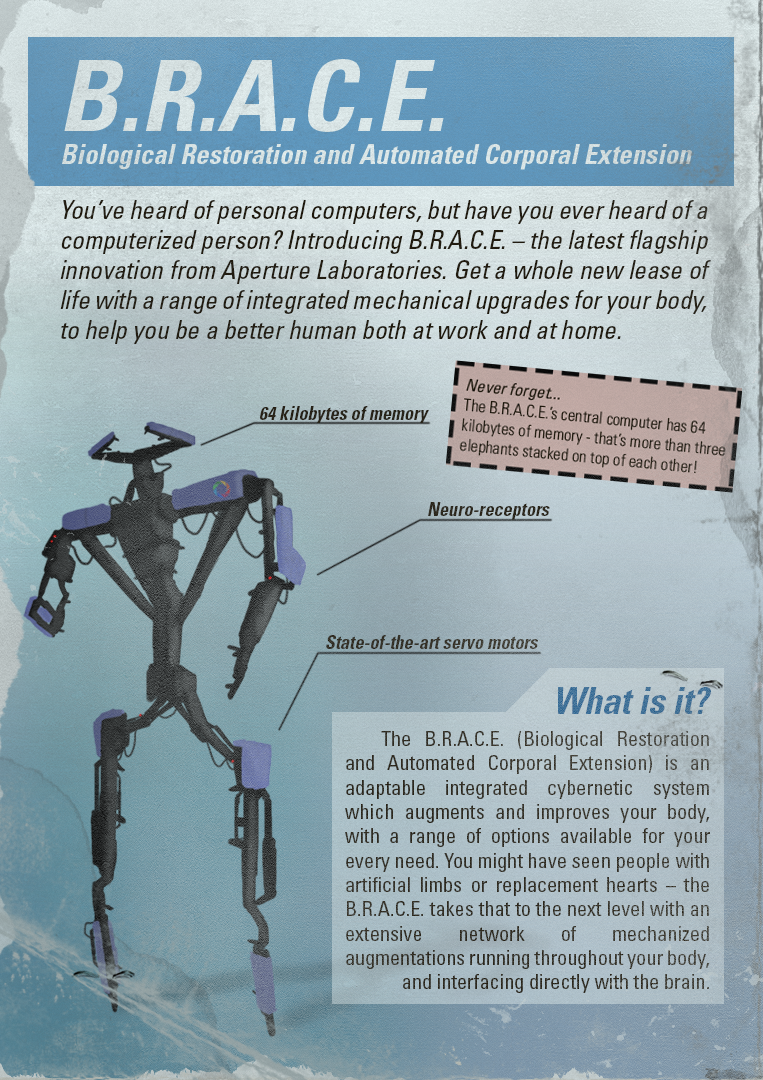 B.R.A.C.E.
Biological Restoration and Automated Corporal Extension
You've heard of personal computers, but have you ever heard of a
computerized person? Introducing B.R.A.C.E. – the latest flagship
innovation from Aperture Laboratories. Get a whole new lease of
life with a range of integrated mechanical upgrades for your body,
to help you be a better human both at work and at home.
Never forget...
The B.R.A.C.E.'s central computer has 64
kilobytes of memory - that's more than three
elephants stacked on top of each other!
64 kilobytes of memory
Neuro-receptors
State-of-the-art servo motors
What is it?
The B.R.A.C.E. (Biological Restoration
and Automated Corporal Extension) is an
adaptable integrated cybernetic system
which augments and improves your body,
with a range of options available for your
every need. You might have seen people with
artificial limbs or replacement hearts – the
B.R.A.C.E. takes that to the next level with an
extensive network of mechanized
augmentations running throughout your body,
and interfacing directly with the brain.